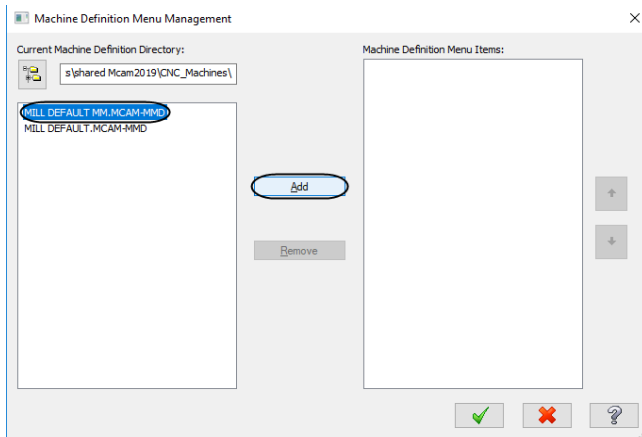 Machine Definition Menu Management
Current Machine Definition Directory:
Machine Definition Menu Items:
s\shared Mcam2019\CNC_Machines\
MILL DEFAULT MM.MCAM-MMD
MILL DEFAULT.MCAM-MMD
Add
Remove